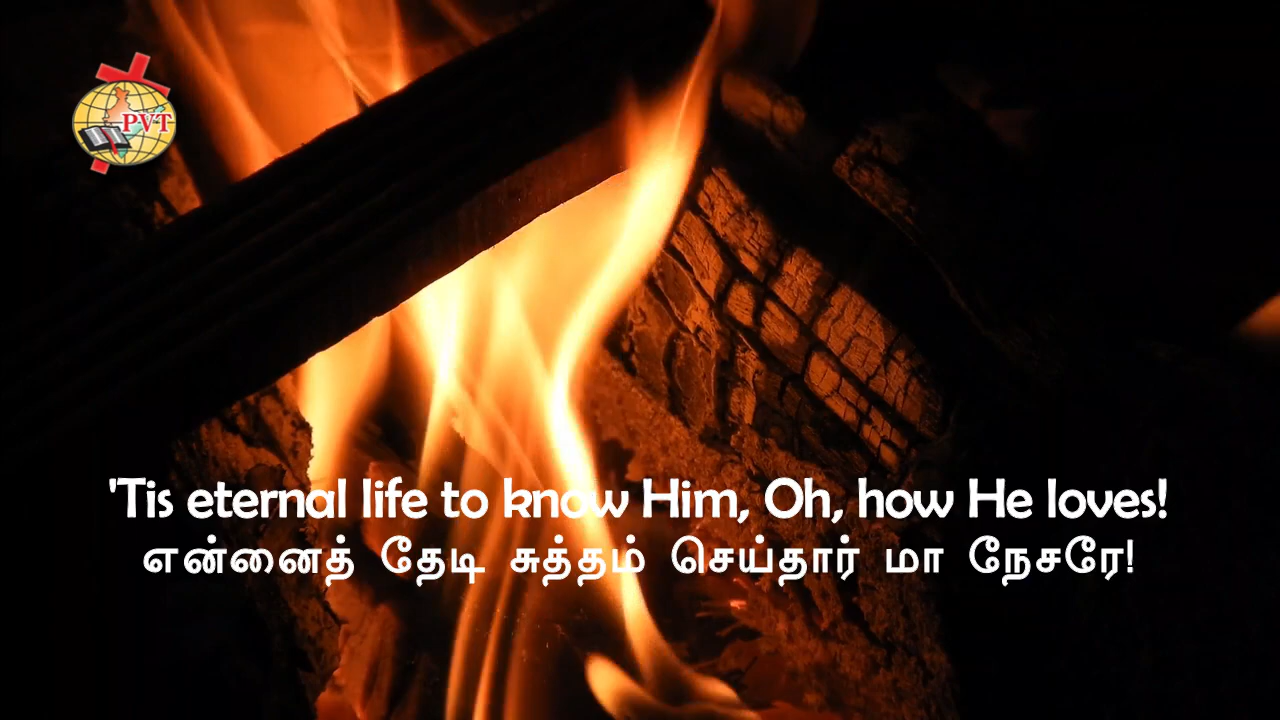 PVT
'Tis eternal life to know Him, Oh, how He loves!
என்னைத் தேடி சுத்தம் செய்தார் மா நேசரே!